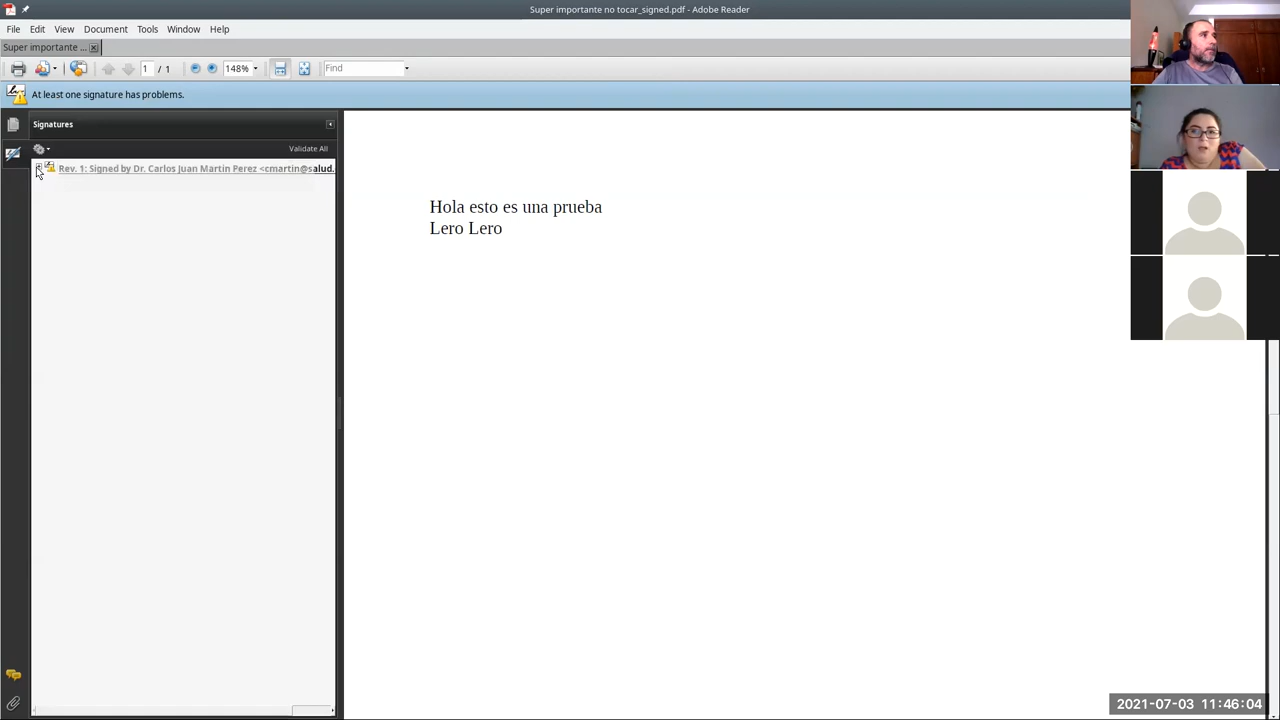 Super importante no tocar_signed.pdf - Adobe Reader
File Edit View Document Tools Window Help
Super importante ...
1 / 1 148% Find
At least one signature has problems.
Signatures
Validate All
Rev. 1: Signed by Dr. Carlos Juan Martin Perez <cmartin@salud.
Hola esto es una prueba
Lero Lero
2021-07-03 11:46:04